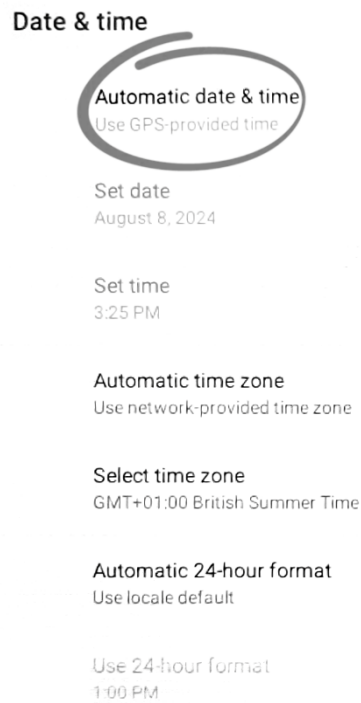 Date & time
Automatic date & time
Use GPS-provided time
Set date
August 8, 2024
Set time
3:25 PM
Automatic time zone
Use network-provided time zone
Select time zone
GMT+01:00 British Summer Time
Automatic 24-hour format
Use locale default
Use 24-hour format
1:00 PM